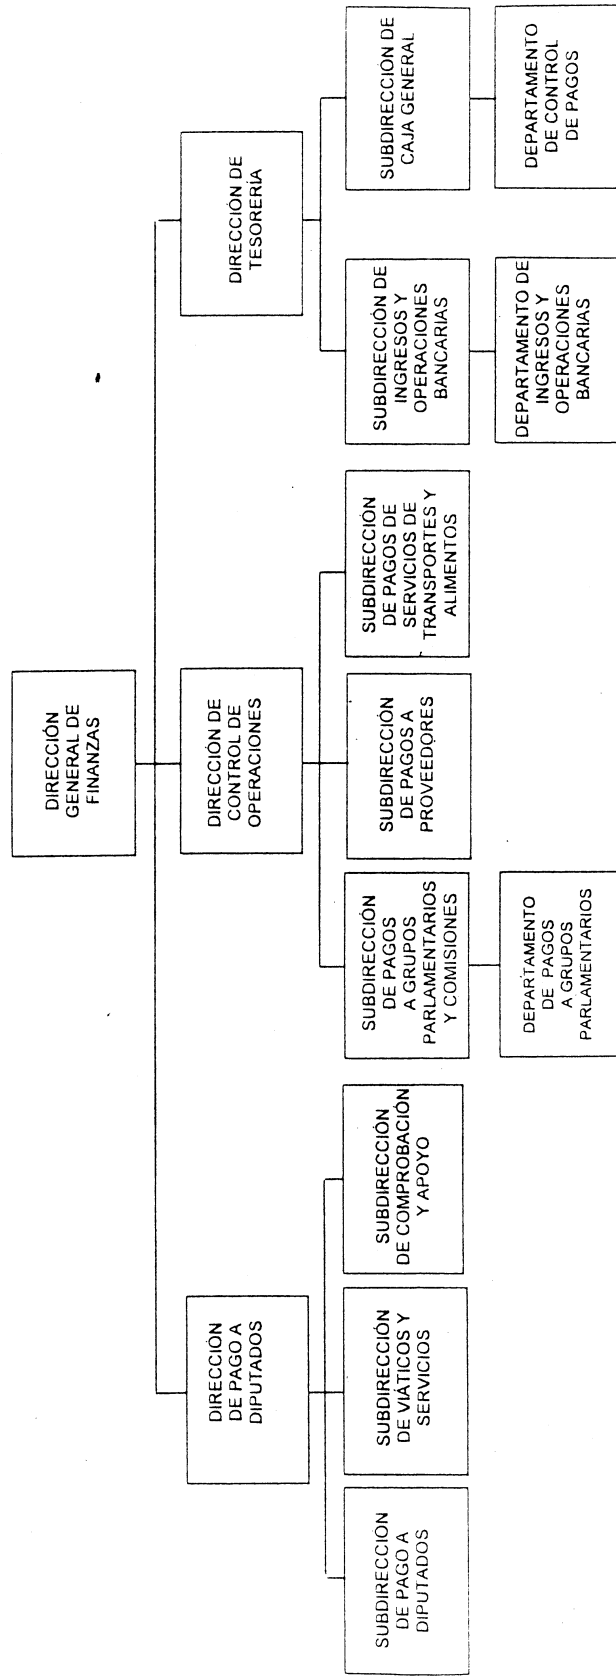 DIRECCIÓN
GENERAL DE
FINANZAS
DIRECCIÓN
DE PAGO A
DIPUTADOS
DIRECCIÓN DE
CONTROL DE
OPERACIONES
DIRECCIÓN DE
TESORERÍA
SUBDIRECCIÓN
DE PAGO A
DIPUTADOS
SUBDIRECCIÓN
DE VIÁTICOS Y
SERVICIOS
SUBDIRECCIÓN
DE COMPROBACIÓN
Y APOYO
SUBDIRECCIÓN
DE PAGOS
A GRUPOS
PARLAMENTARIOS
Y COMISIONES
SUBDIRECCIÓN
DE PAGOS A
PROVEEDORES
SUBDIRECCIÓN
DE PAGOS DE
SERVICIOS DE
TRANSPORTES Y
ALIMENTOS
SUBDIRECCIÓN DE
INGRESOS Y
OPERACIONES
BANCARIAS
SUBDIRECCIÓN DE
CAJA GENERAL
DEPARTAMENTO
DE PAGOS
A GRUPOS
PARLAMENTARIOS
DEPARTAMENTO DE
INGRESOS Y
OPERACIONES
BANCARIAS
DEPARTAMENTO
DE CONTROL
DE PAGOS